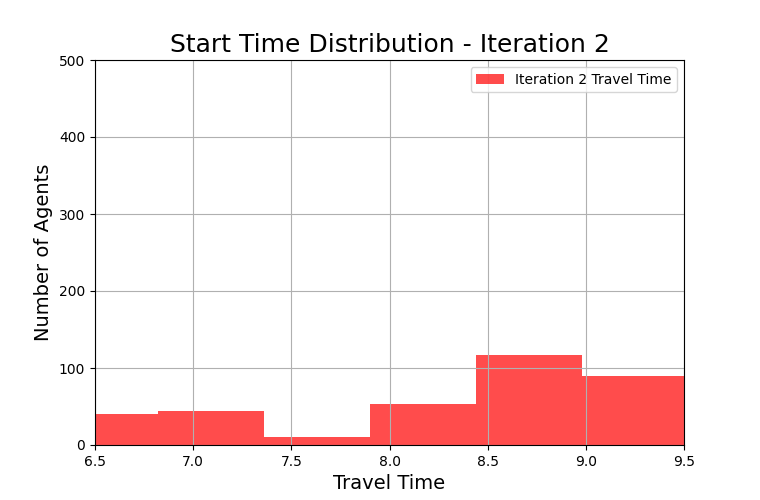 Start Time Distribution - Iteration 2
500
400
300
200
100
0
Number of Agents
Iteration 2 Travel Time
6.5 7.0 7.5 8.0 8.5 9.0 9.5
Travel Time